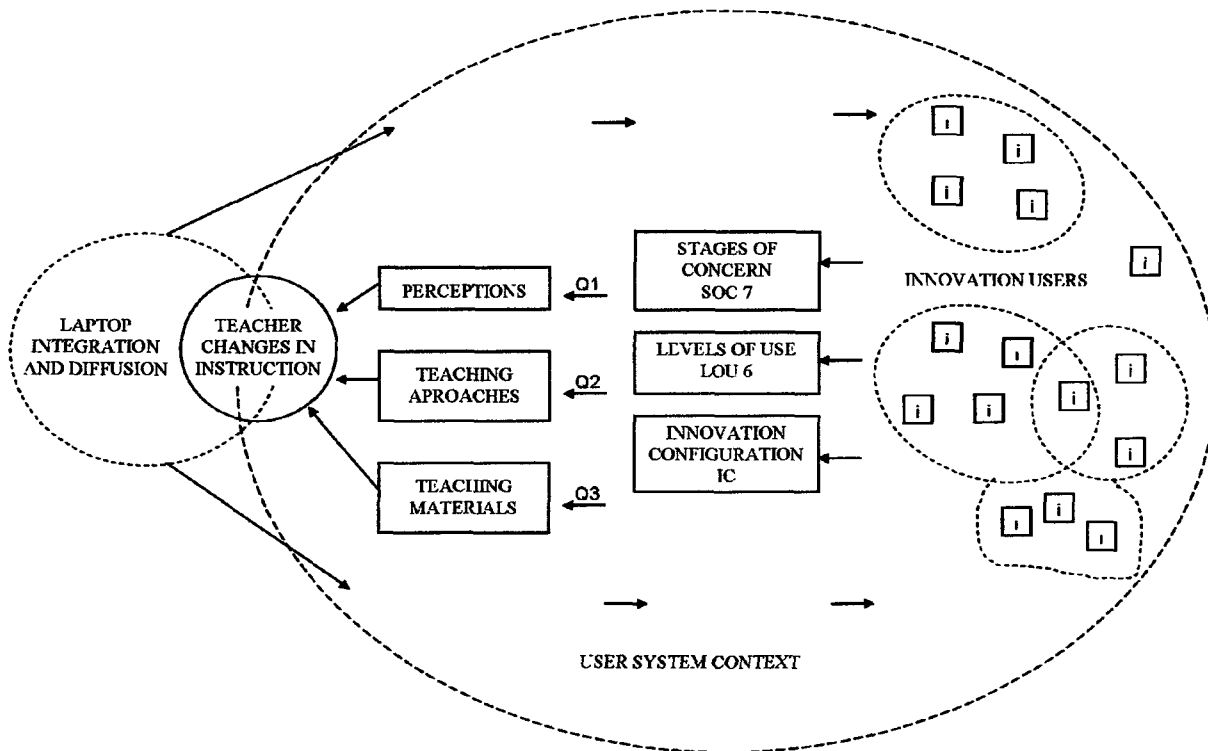 LAPTOP
INTEGRATION
AND DIFFUSION
TEACHER
CHANGES IN
INSTRUCTION
PERCEPTIONS
TEACHING
APROACHES
TEACHING
MATERIALS
Q1
Q2
Q3
STAGES OF
CONCERN
SOC 7
LEVELS OF USE
LOU 6
INNOVATION
CONFIGURATION
IC
i
i
i
i
INNOVATION USERS
i
i
i
i
i
i
i
i
i
i
i
USER SYSTEM CONTEXT